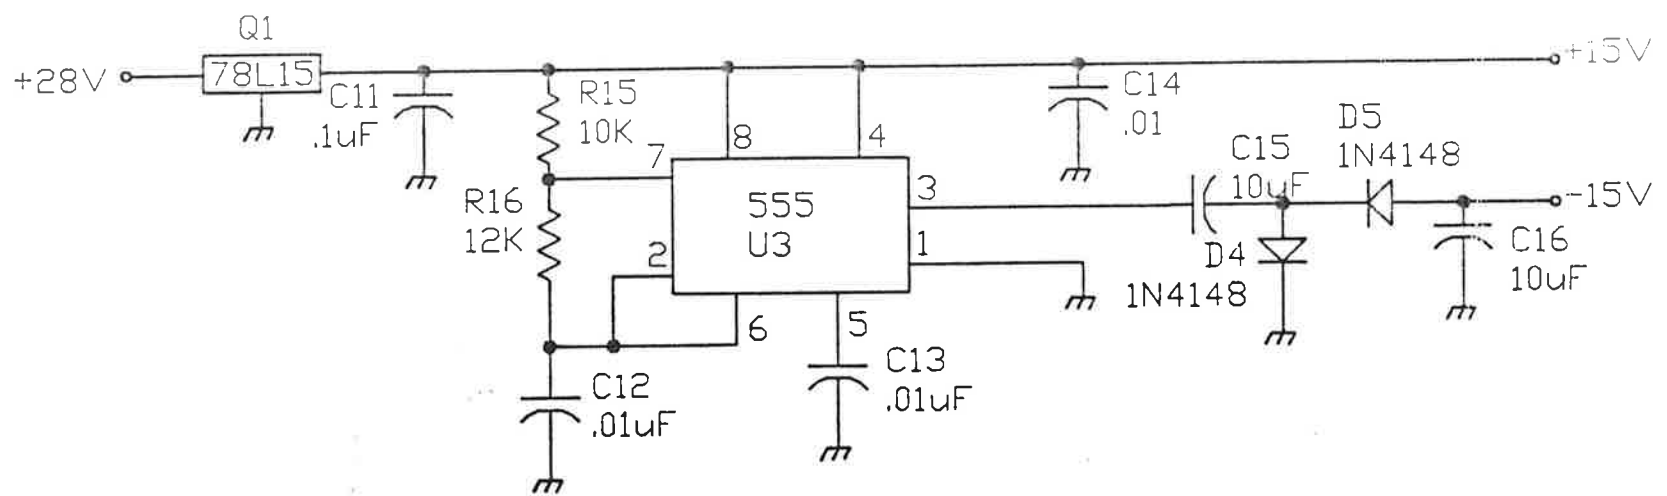 Q1
+28V
78L15
C11
.1uF
R15
10K
R16
12K
7
8
4
2
6
5
3
1
555
U3
C12
.01uF
C13
.01uF
C14
.01
+15V
C15
10uF
D5
1N4148
D4
1N4148
-15V
C16
10uF